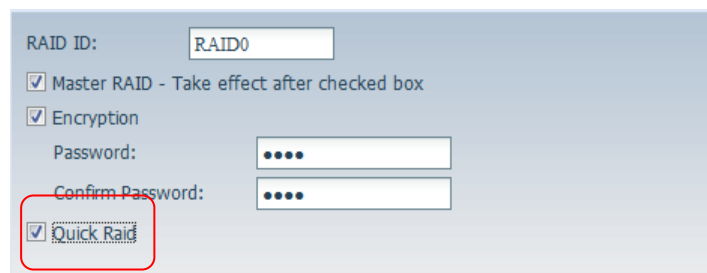 RAID ID: RAID0
Master RAID - Take effect after checked box
Encryption
Password: ●●●●
Confirm Password: ●●●●
Quick Raid